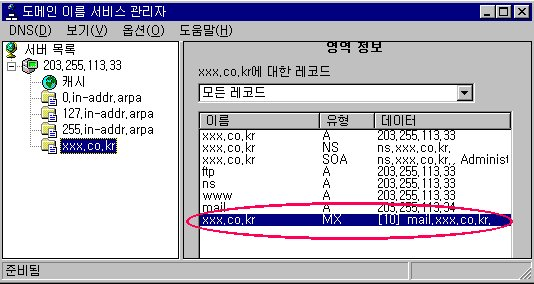 도메인 이름 서비스 관리자
DNS(D) 보기(V) 옵션(O) 도움말(H)
서버 목록
203,255,113,33
캐시
0,in-addr,arpa
127,in-addr,arpa
255,in-addr,arpa
xxx,co,kr
영역 정보
xxx,co,kr에 대한 레코드
모든 레코드
이름 유형 데이터
xxx,co,kr A 203,255,113,33
xxx,co,kr NS ns,xxx,co,kr,
xxx,co,kr SOA ns,xxx,co,kr,, Administ
ftp A 203,255,113,33
ns A 203,255,113,33
www A 203,255,113,33
mail A 203,255,113,34
xxx,co,kr MX [10] mail,xxx,co,kr,
준비됨